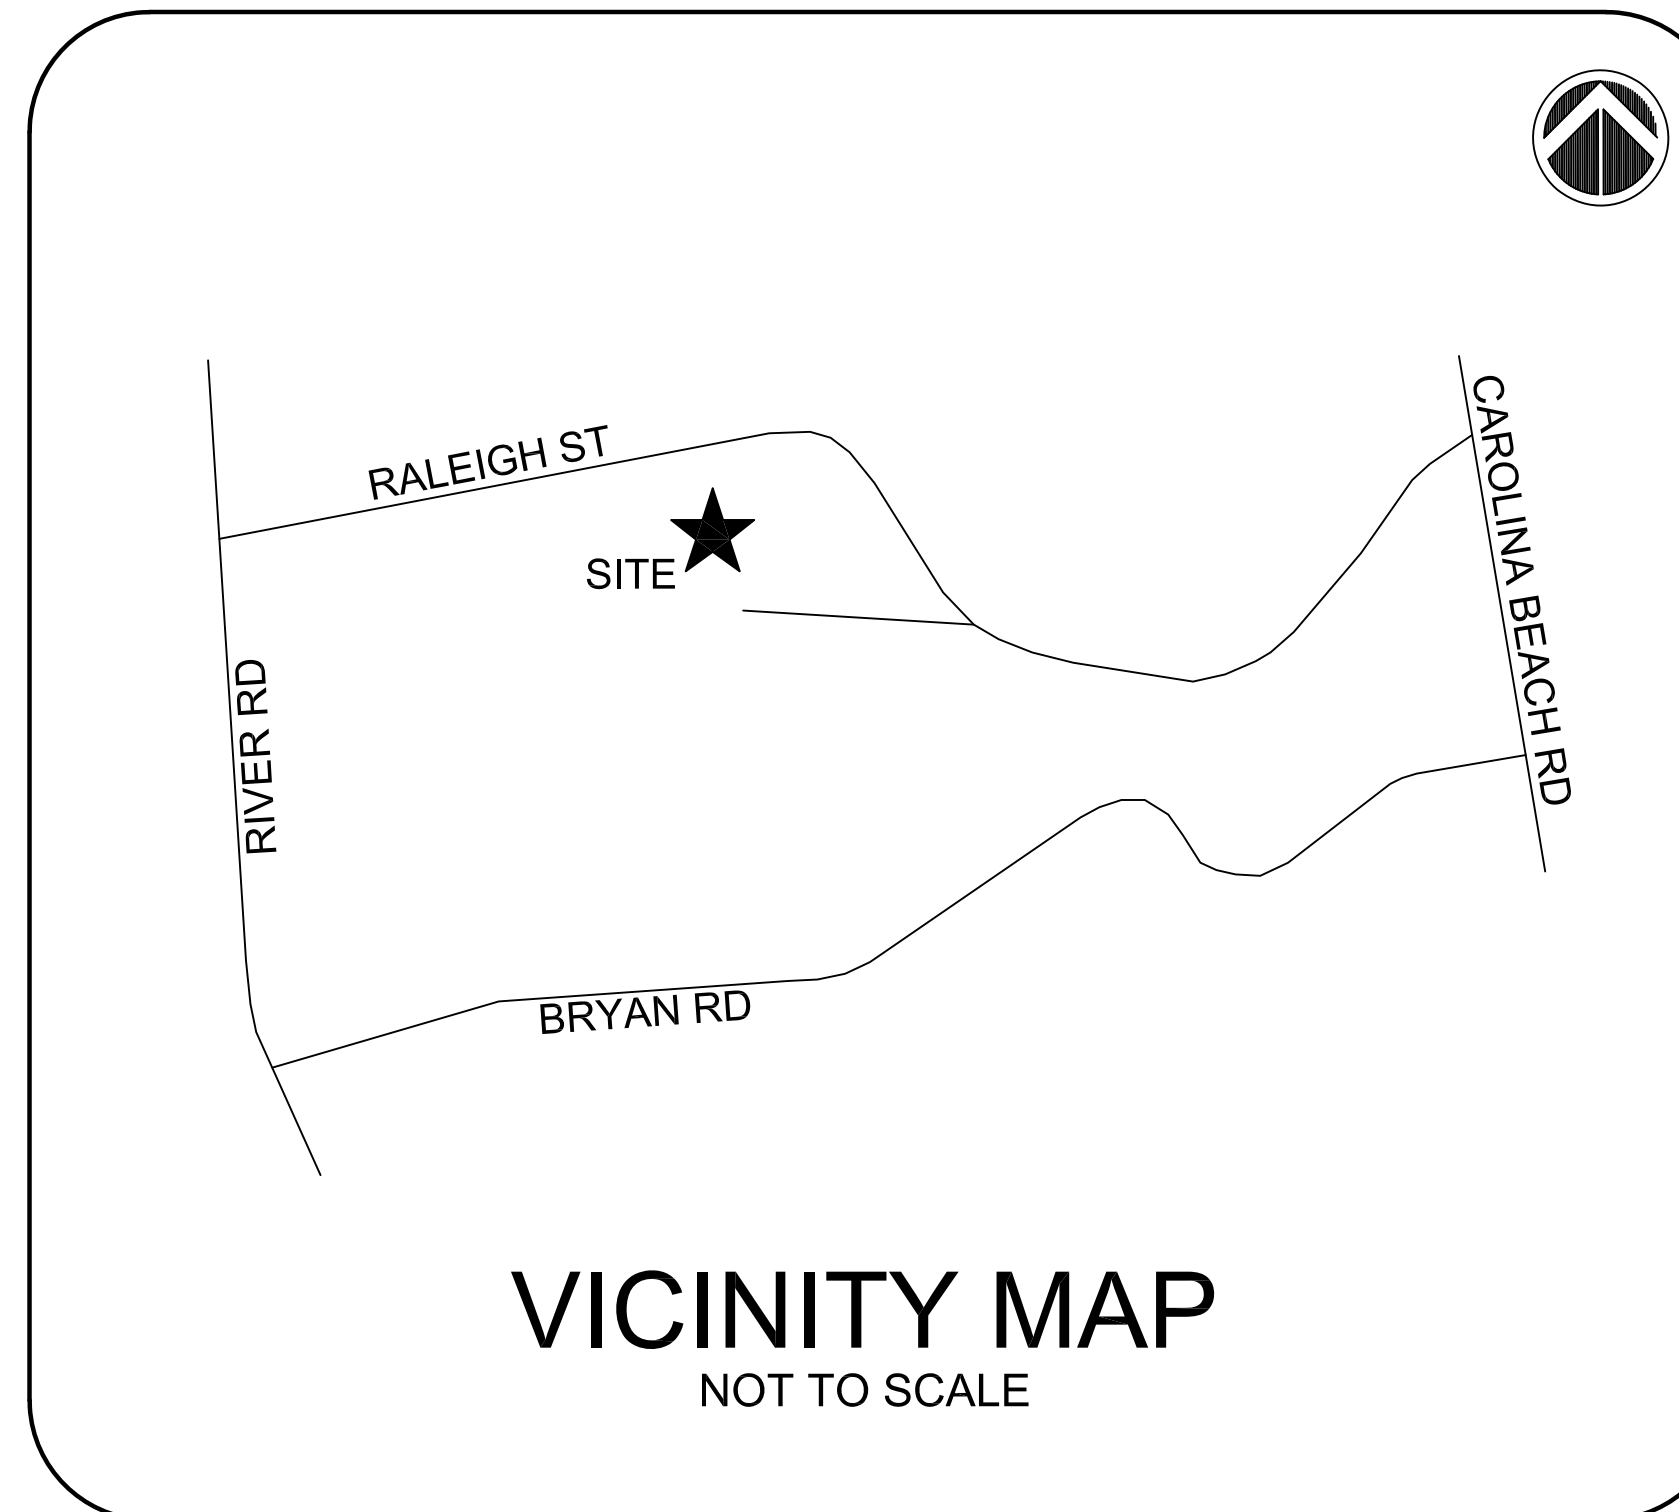 RALEIGH ST
CAROLINA BEACH RD
SITE
RIVER RD
BRYAN RD
VICINITY MAP
NOT TO SCALE